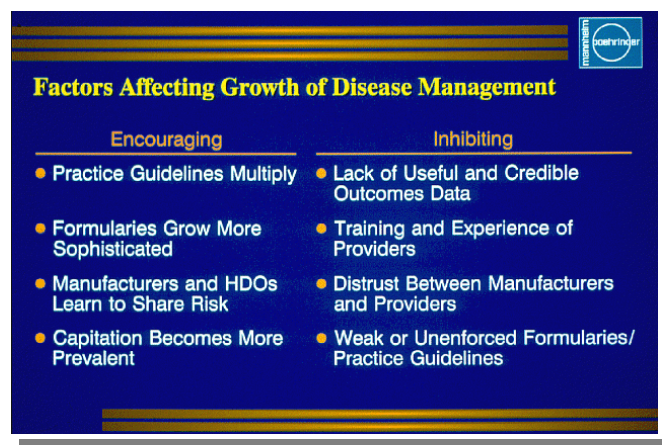 mannheim
boehringer
Factors Affecting Growth of Disease Management
Encouraging
• Practice Guidelines Multiply
• Formularies Grow More
Sophisticated
• Manufacturers and HDOs
Learn to Share Risk
• Capitation Becomes More
Prevalent
Inhibiting
• Lack of Useful and Credible
Outcomes Data
• Training and Experience of
Providers
• Distrust Between Manufacturers
and Providers
• Weak or Unenforced Formularies/
Practice Guidelines